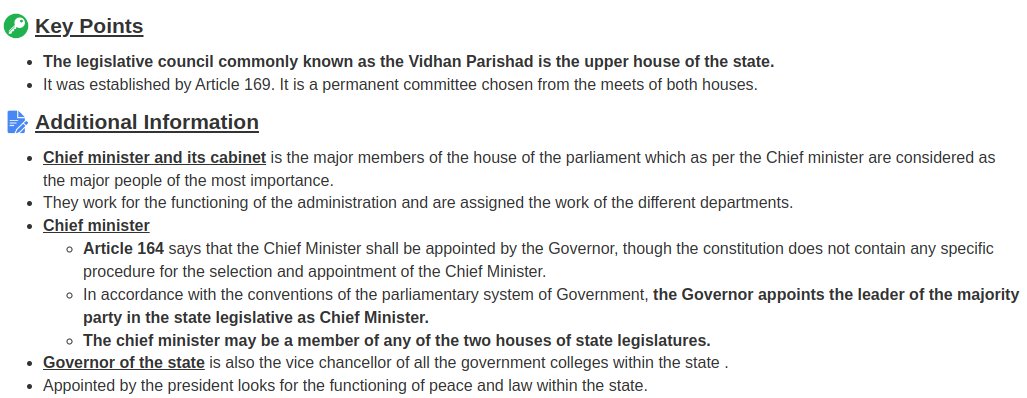 Key Points
The legislative council commonly known as the Vidhan Parishad is the upper house of the state.
It was established by Article 169. It is a permanent committee chosen from the meets of both houses.
Additional Information
Chief minister and its cabinet is the major members of the house of the parliament which as per the Chief minister are considered as
the major people of the most importance.
They work for the functioning of the administration and are assigned the work of the different departments.
Chief minister
Article 164 says that the Chief Minister shall be appointed by the Governor, though the constitution does not contain any specific
procedure for the selection and appointment of the Chief Minister.
In accordance with the conventions of the parliamentary system of Government, the Governor appoints the leader of the majority
party in the state legislative as Chief Minister.
The chief minister may be a member of any of the two houses of state legislatures.
Governor of the state is also the vice chancellor of all the government colleges within the state .
Appointed by the president looks for the functioning of peace and law within the state.